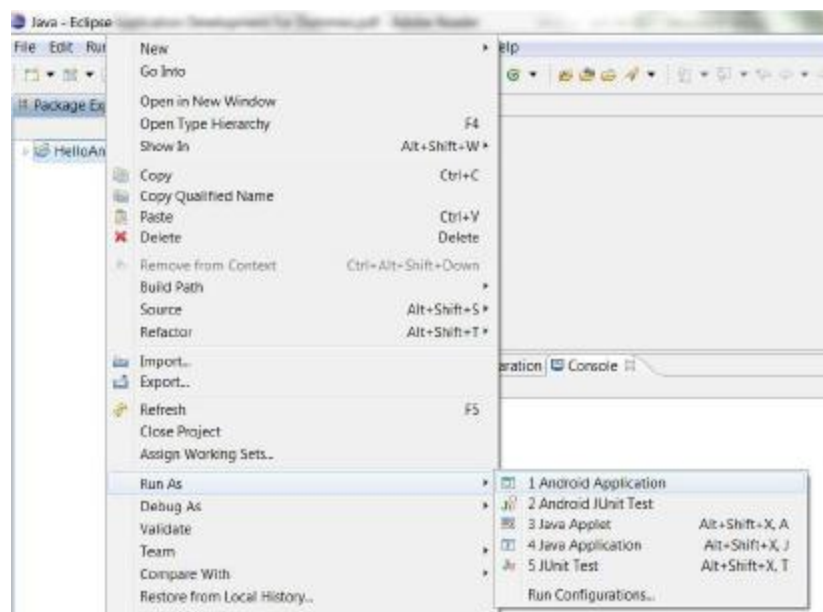 Java - Eclipse
File Edit Run
elp
Package Ex
HelloAn
New
Go Into
Open in New Window
Open Type Hierarchy F4
Show In Alt+Shift+W
Copy Ctrl+C
Copy Qualified Name
Paste Ctrl+V
Delete Delete
Remove from Context Ctrl+Alt+Shift+Down
Build Path
Source Alt+Shift+S
Refactor Alt+Shift+T
Import...
Export...
aration Console
Refresh F5
Close Project
Assign Working Sets...
Run As
Debug As
Validate
Team
Compare With
Restore from Local History...
1 Android Application
2 Android JUnit Test
3 Java Applet Alt+Shift+X, A
4 Java Application Alt+Shift+X, J
5 JUnit Test Alt+Shift+X, T
Run Configurations...